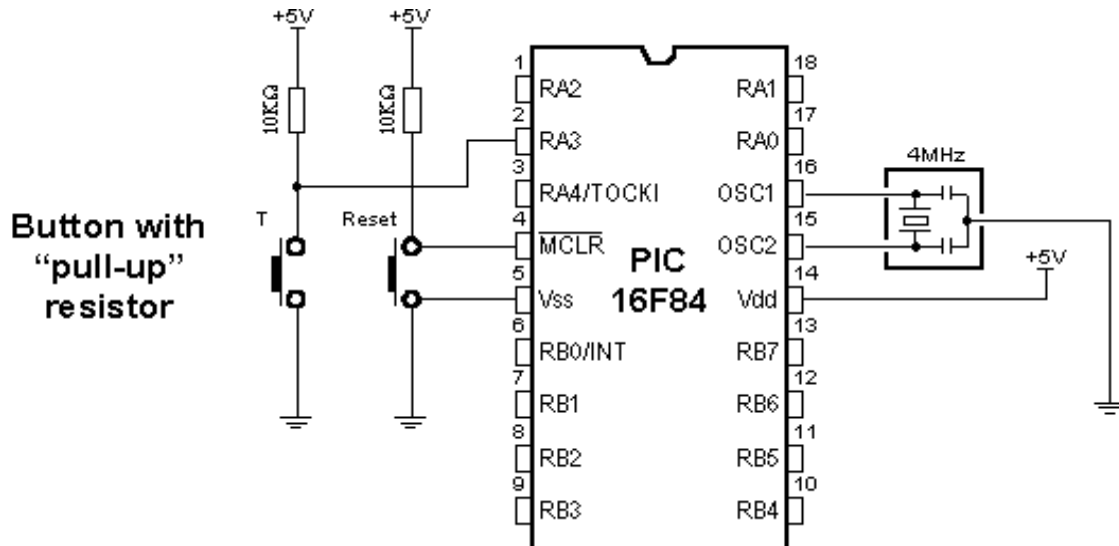 +5V
+5V
10KΩ
10KΩ
Button with
“pull-up”
resistor
T
Reset
1
RA2
2
RA3
3
RA4/TOCKI
4
MCLR
5
Vss
6
RB0/INT
7
RB1
8
RB2
9
RB3
PIC
16F84
18
RA1
17
RA0
16
OSC1
15
OSC2
14
Vdd
13
RB7
12
RB6
11
RB5
10
RB4
4MHz
+5V